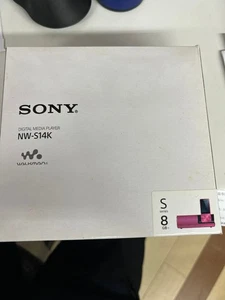 SONY
DIGITAL MEDIA PLAYER
NW-S14K
WALKMAN
S
8
GB